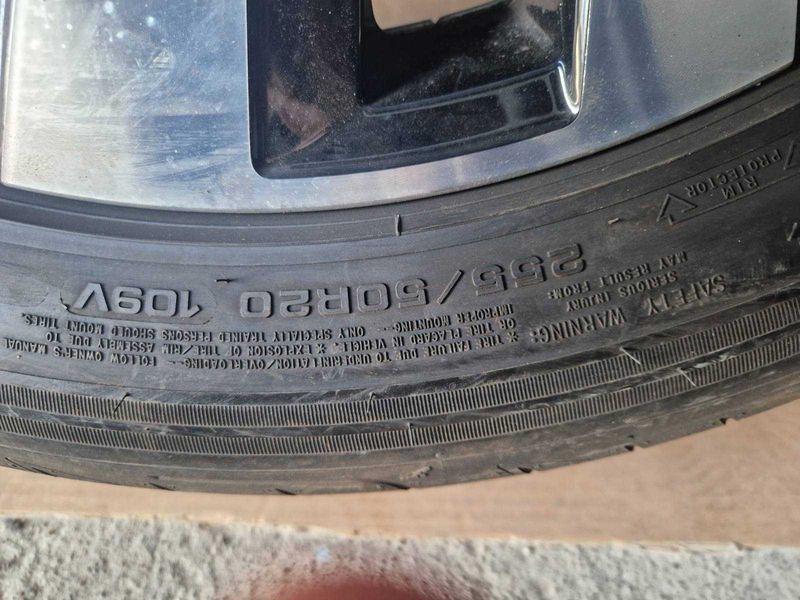 255/50R20 109V
SAFETY WARNING:
SERIOUS INJURY
MAY RESULT FROM:
* TIRE FAILURE DUE TO UNDERINFLATION/OVERLOADING---FOLLOW OWNER'S MANUAL
OR TIRE PLACARD IN VEHICLE. * EXPLOSION OF TIRE/RIM ASSEMBLY DUE TO
IMPROPER MOUNTING---ONLY SPECIALLY TRAINED PERSONS SHOULD MOUNT TIRES.
RIM
PROTECTOR